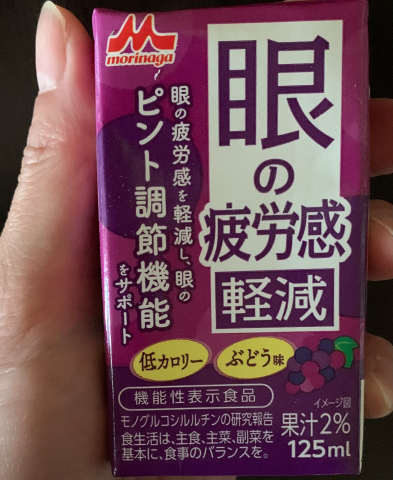 morinaga
眼の疲労感軽減
眼の疲労感を軽減し、眼の
ピント調節機能
をサポート
低カロリー
ぶどう味
機能性表示食品
イメージ図
モノグルコシルルチンの研究報告
食生活は、主食、主菜、副菜を
基本に、食事のバランスを。
果汁2%
125ml